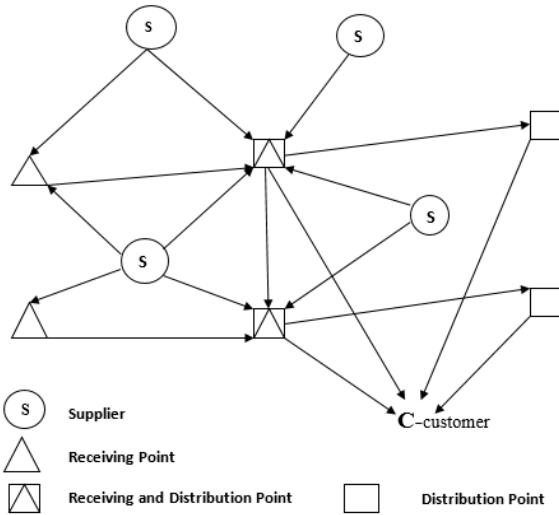 S
S
S
S
C-customer
S
Supplier
Receiving Point
Receiving and Distribution Point
Distribution Point